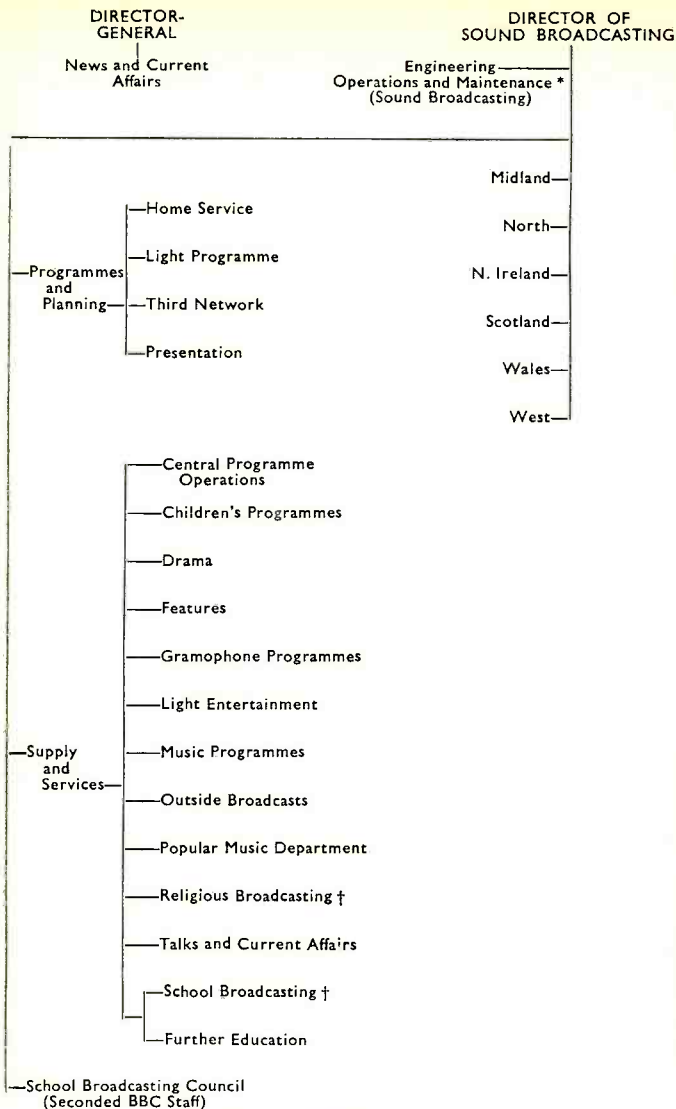 DIRECTOR-
GENERAL
News and Current
Affairs
DIRECTOR OF
SOUND BROADCASTING
Engineering
Operations and Maintenance *
(Sound Broadcasting)
Midland
North
N. Ireland
Scotland
Wales
West
Programmes
and
Planning
Home Service
Light Programme
Third Network
Presentation
Supply
and
Services
Central Programme
Operations
Children's Programmes
Drama
Features
Gramophone Programmes
Light Entertainment
Music Programmes
Outside Broadcasts
Popular Music Department
Religious Broadcasting †
Talks and Current Affairs
School Broadcasting †
Further Education
School Broadcasting Council
(Seconded BBC Staff)